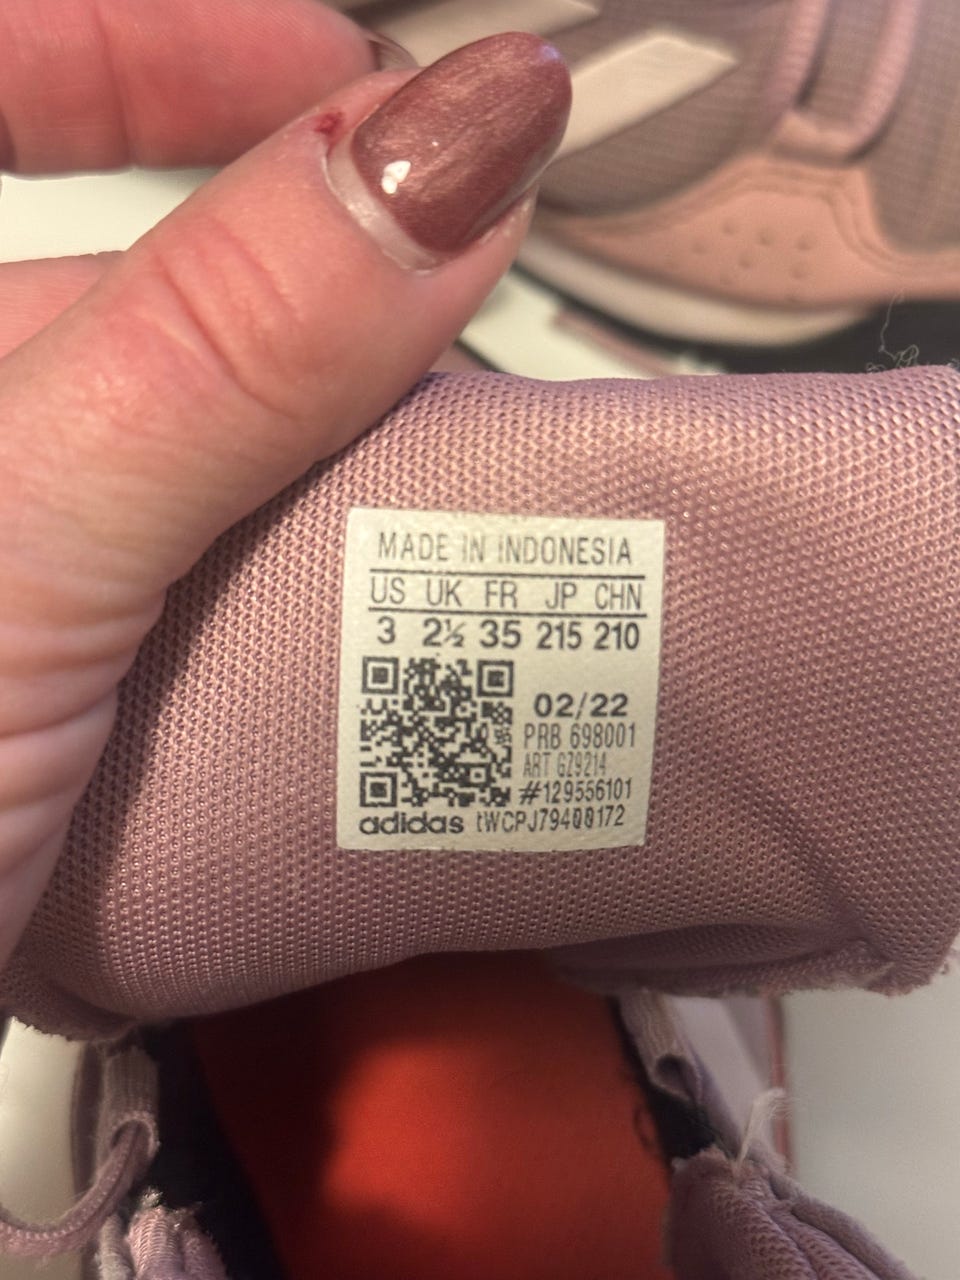 MADE IN INDONESIA
US UK FR JP CHN
3 2½ 35 215 210
02/22
PRB 698001
ART GZ9214
#129556101
adidas tWCPJ79400172